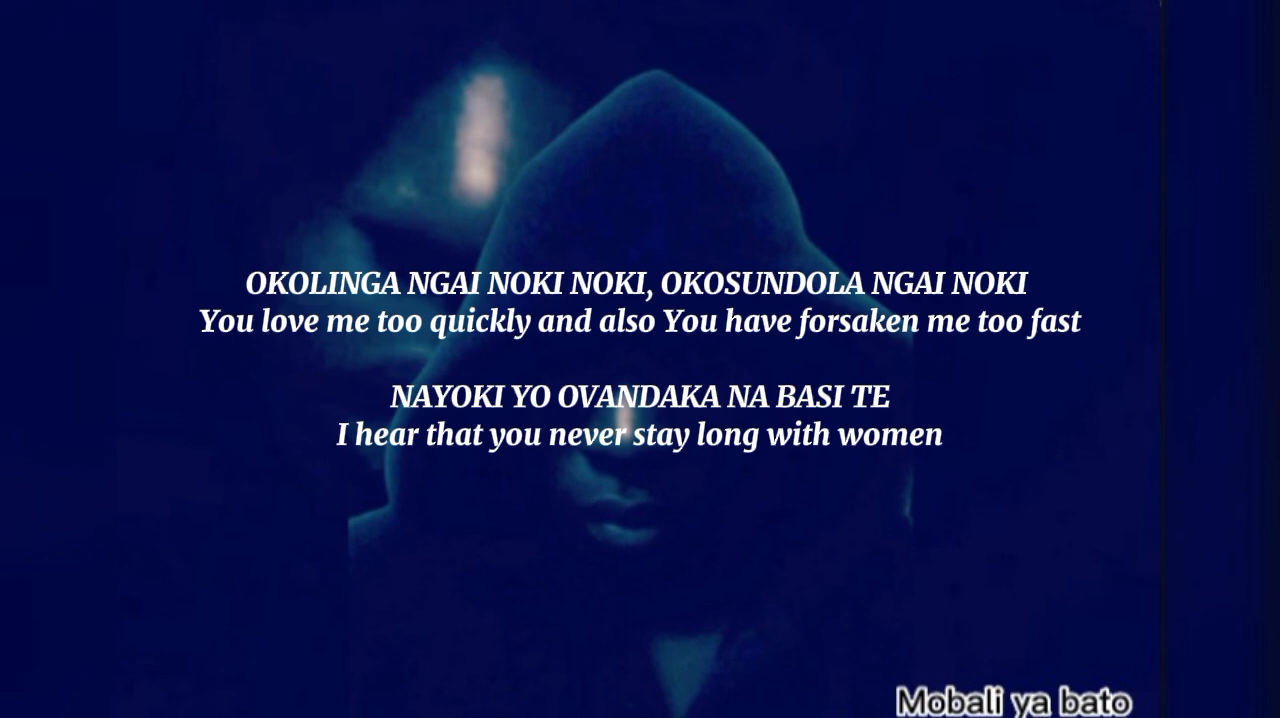 OKOLINGA NGAI NOKI NOKI, OKOSUNDOLA NGAI NOKI
You love me too quickly and also You have forsaken me too fast
NAYOKI YO OVANDAKA NA BASI TE
I hear that you never stay long with women
Mobali ya bato